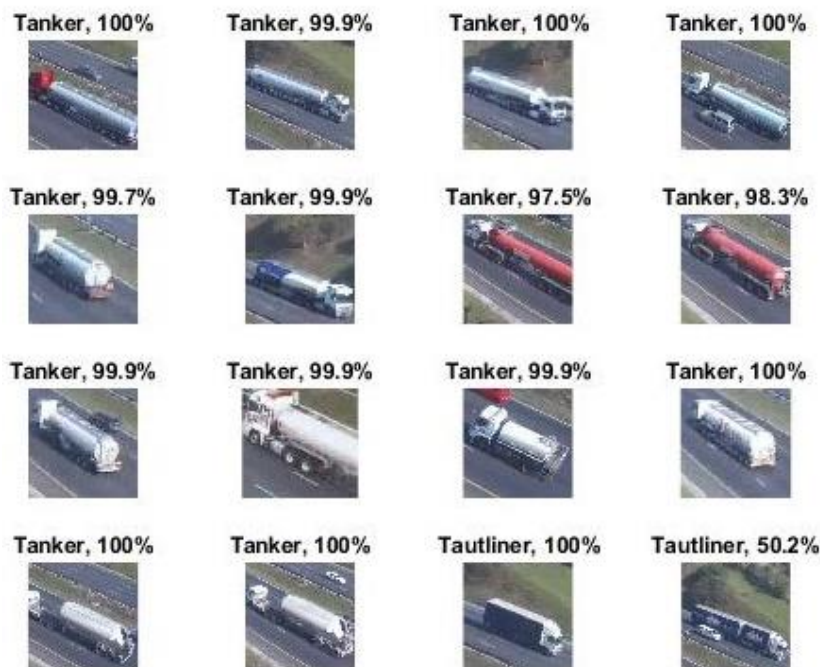 Tanker, 100% Tanker, 99.9% Tanker, 100% Tanker, 100%
Tanker, 99.7% Tanker, 99.9% Tanker, 97.5% Tanker, 98.3%
Tanker, 99.9% Tanker, 99.9% Tanker, 99.9% Tanker, 100%
Tanker, 100% Tanker, 100% Tautliner, 100% Tautliner, 50.2%